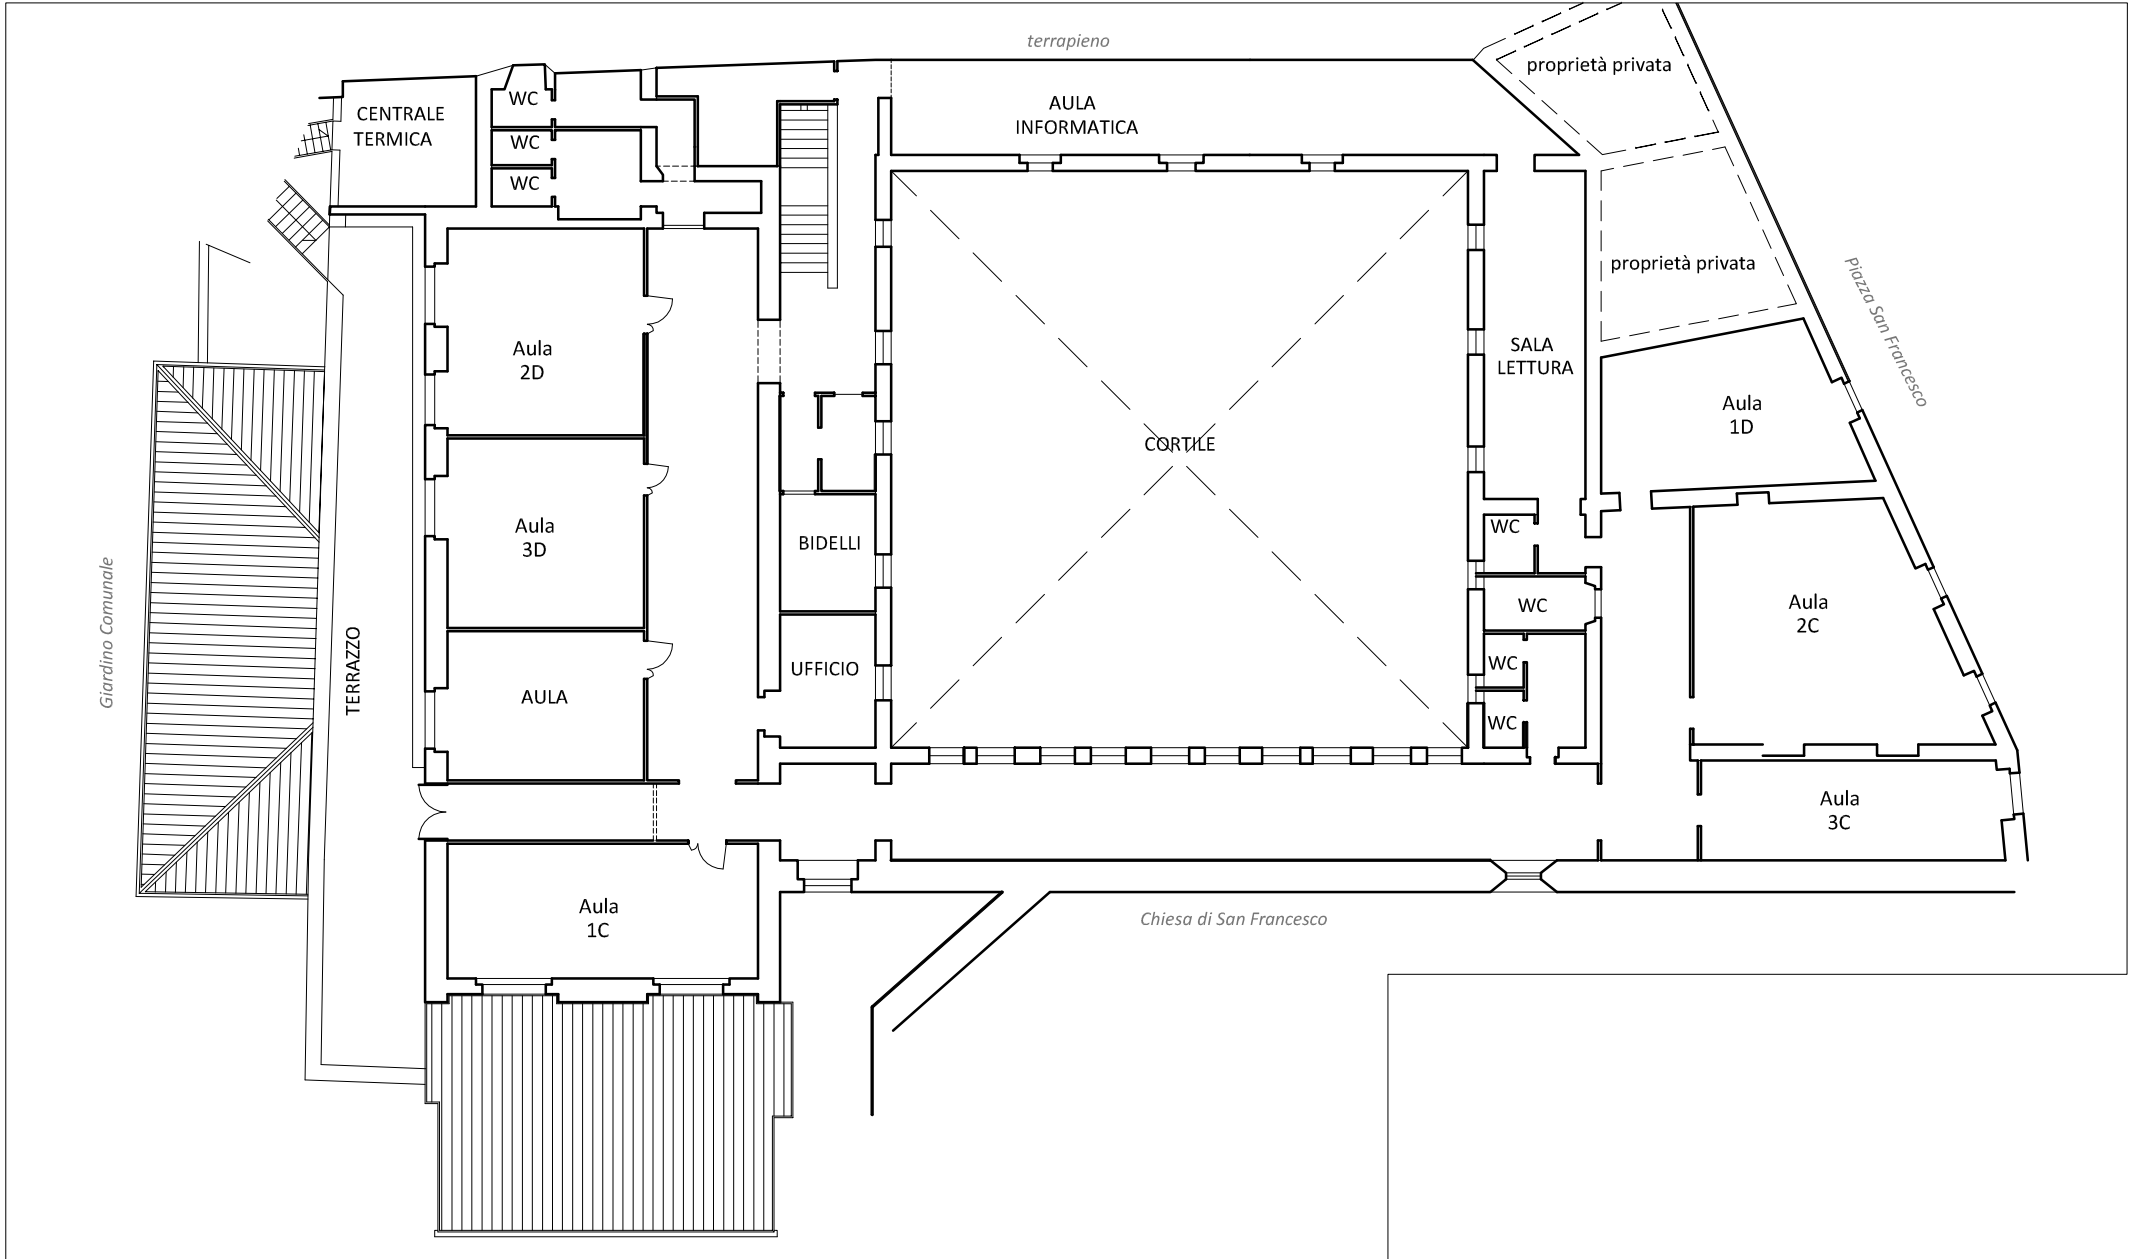 terrapieno
proprietà privata
WC
CENTRALE
TERMICA
AULA
INFORMATICA
WC
WC
proprietà privata
Piazza San Francesco
Aula
2D
SALA
LETTURA
Aula
1D
CORTILE
Aula
3D
BIDELLI
WC
Giardino Comunale
WC
Aula
2C
TERRAZZO
UFFICIO
WC
AULA
WC
Aula
3C
Aula
1C
Chiesa di San Francesco